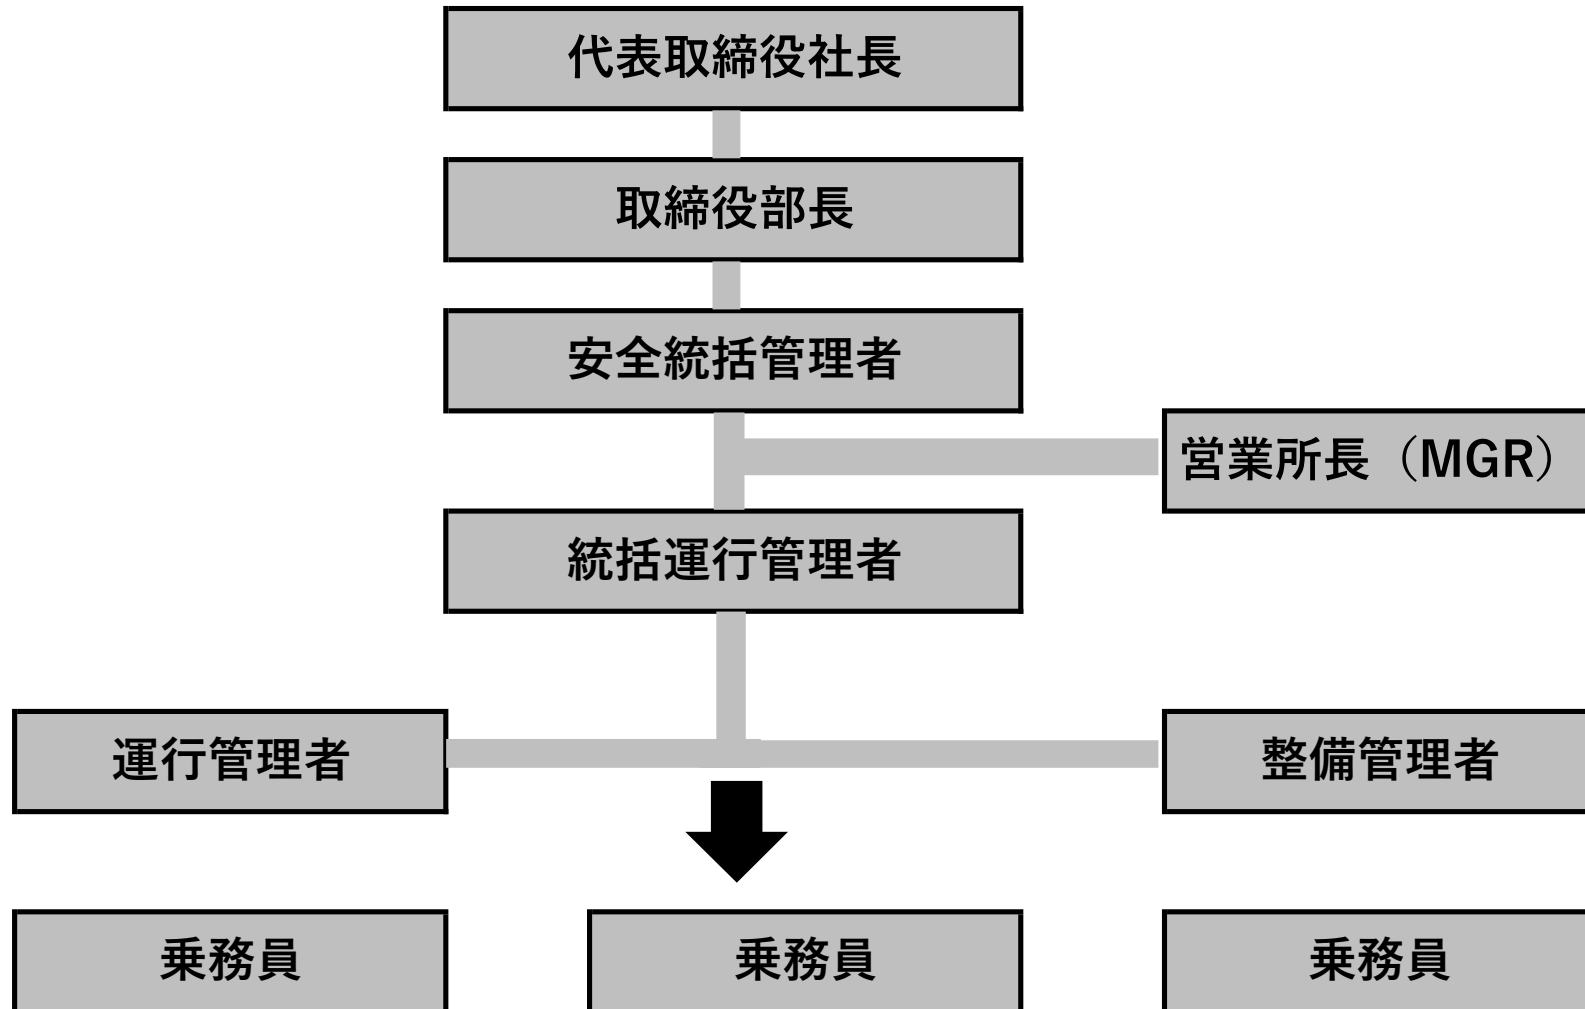 代表取締役社長
取締役部長
安全統括管理者
営業所長（MGR）
統括運行管理者
運行管理者
整備管理者
乗務員
乗務員
乗務員